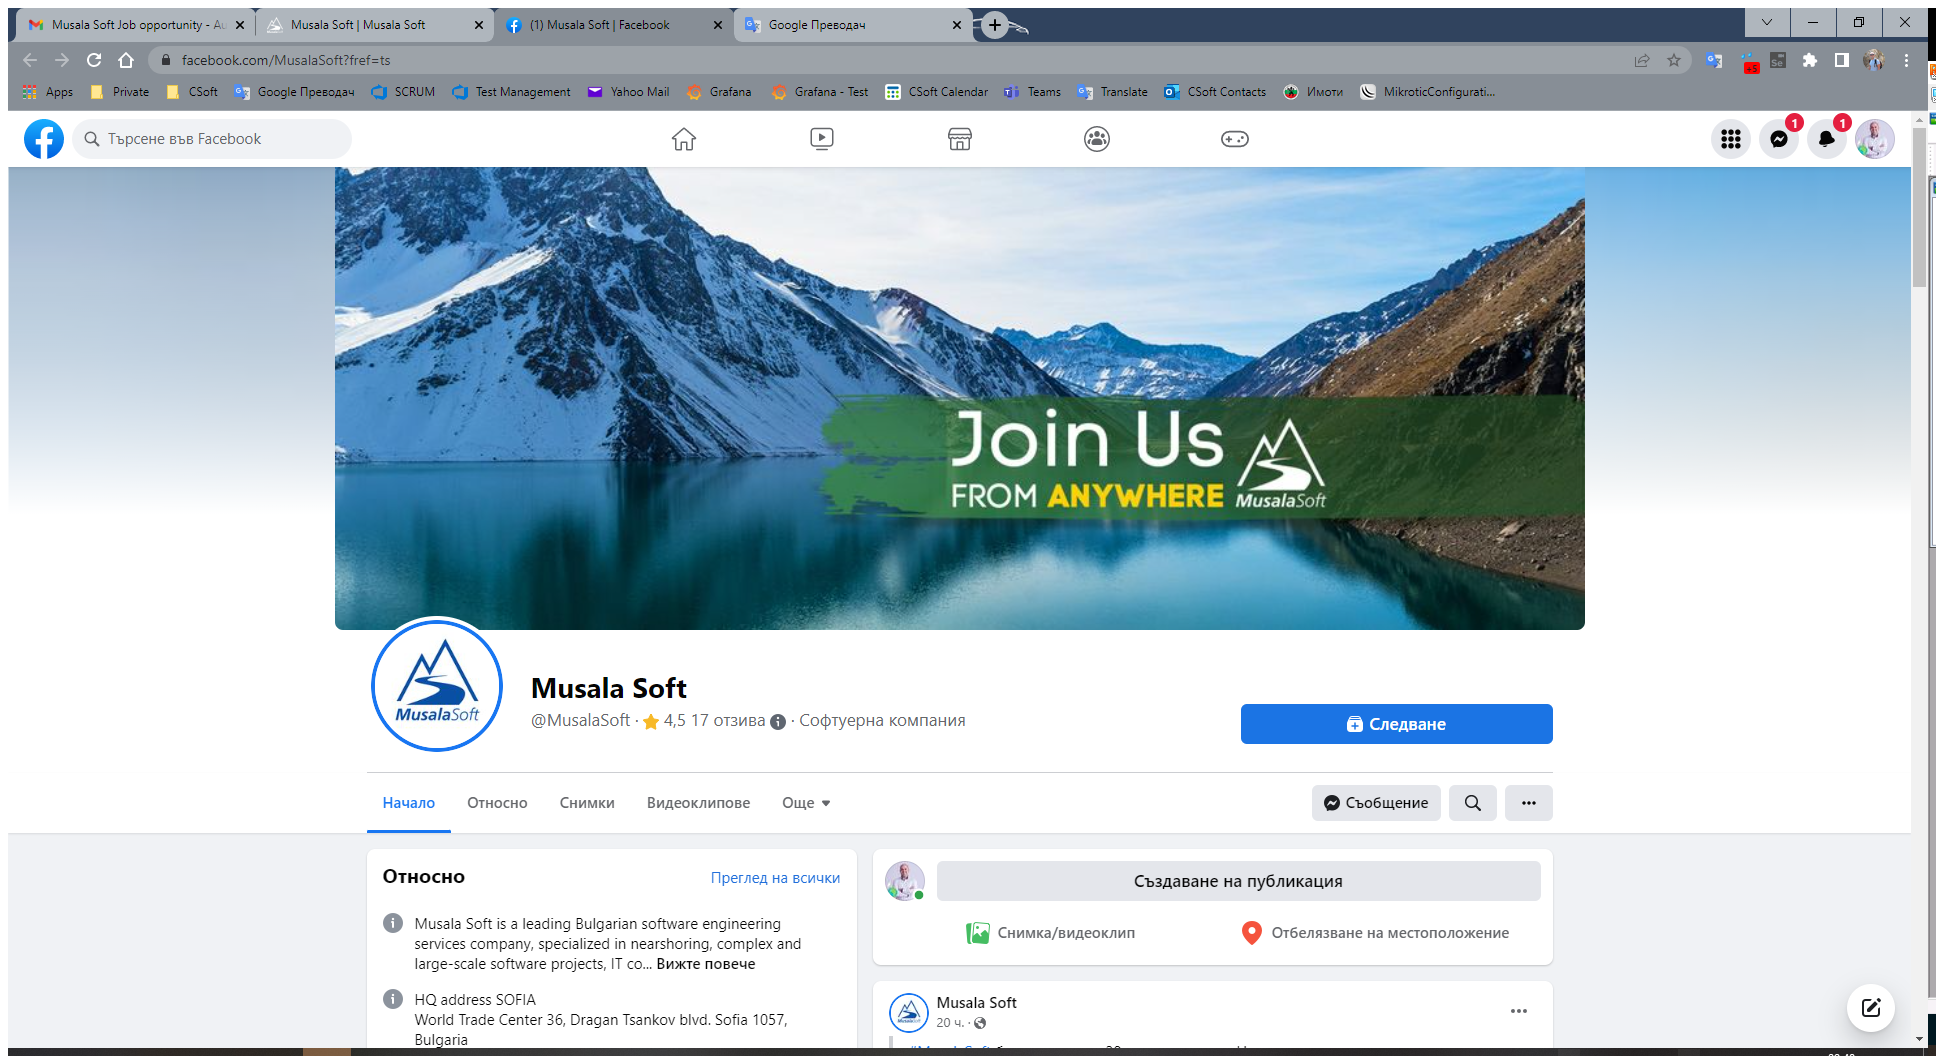 Musala Soft Job opportunity - Au
Musala Soft | Musala Soft
(1) Musala Soft | Facebook
Google Преводач
facebook.com/MusalaSoft?fref=ts
Apps
Private
CSoft
Google Преводач
SCRUM
Test Management
Yahoo Mail
Grafana
Grafana - Test
CSoft Calendar
Teams
Translate
CSoft Contacts
Имоти
MikroticConfigurati...
Търсене във Facebook
1
1
Join Us
FROM ANYWHERE
MusalaSoft
MusalaSoft
Musala Soft
@MusalaSoft · 4,5 17 отзива · Софтуерна компания
Следване
Начало
Относно
Снимки
Видеоклипове
Още
Съобщение
Относно
Преглед на всички
Musala Soft is a leading Bulgarian software engineering
services company, specialized in nearshoring, complex and
large-scale software projects, IT co... Вижте повече
HQ address SOFIA
World Trade Center 36, Dragan Tsankov blvd. Sofia 1057,
Bulgaria
Създаване на публикация
Снимка/видеоклип
Отбелязване на местоположение
Musala Soft
20 ч. ·